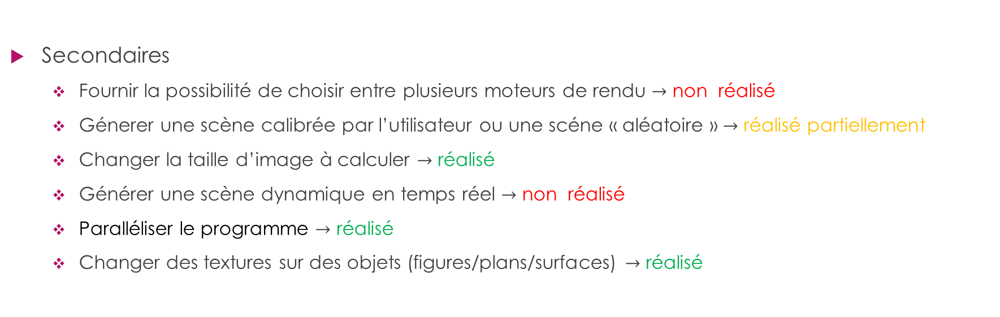 Secondaires
Fournir la possibilité de choisir entre plusieurs moteurs de rendu → non réalisé
Génerer une scène calibrée par l’utilisateur ou une scéne « aléatoire » → réalisé partiellement
Changer la taille d’image à calculer → réalisé
Générer une scène dynamique en temps réel → non réalisé
Paralléliser le programme → réalisé
Changer des textures sur des objets (figures/plans/surfaces) → réalisé